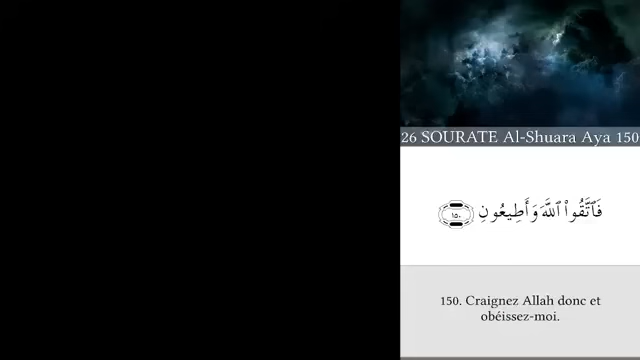 26 SOURATE Al-Shuara Aya 150
فَٱتَّقُوا۟ ٱللَّهَ وَأَطِيعُونِ ١٥٠
150. Craignez Allah donc et
obéissez-moi.